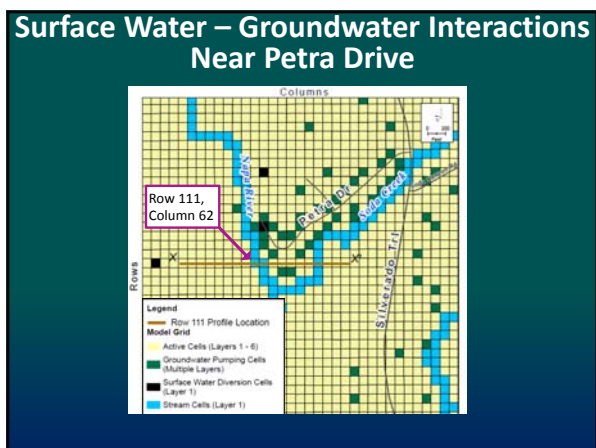 Surface Water – Groundwater Interactions
Near Petra Drive
Columns
Rows
Napa River
Row 111,
Column 62
Petra Dr
Soda Creek
Silverado Trl
X
X'
Legend
Row 111 Profile Location
Model Grid
Active Cells (Layers 1 - 6)
Groundwater Pumping Cells
(Multiple Layers)
Surface Water Diversion Cells
(Layer 1)
Stream Cells (Layer 1)